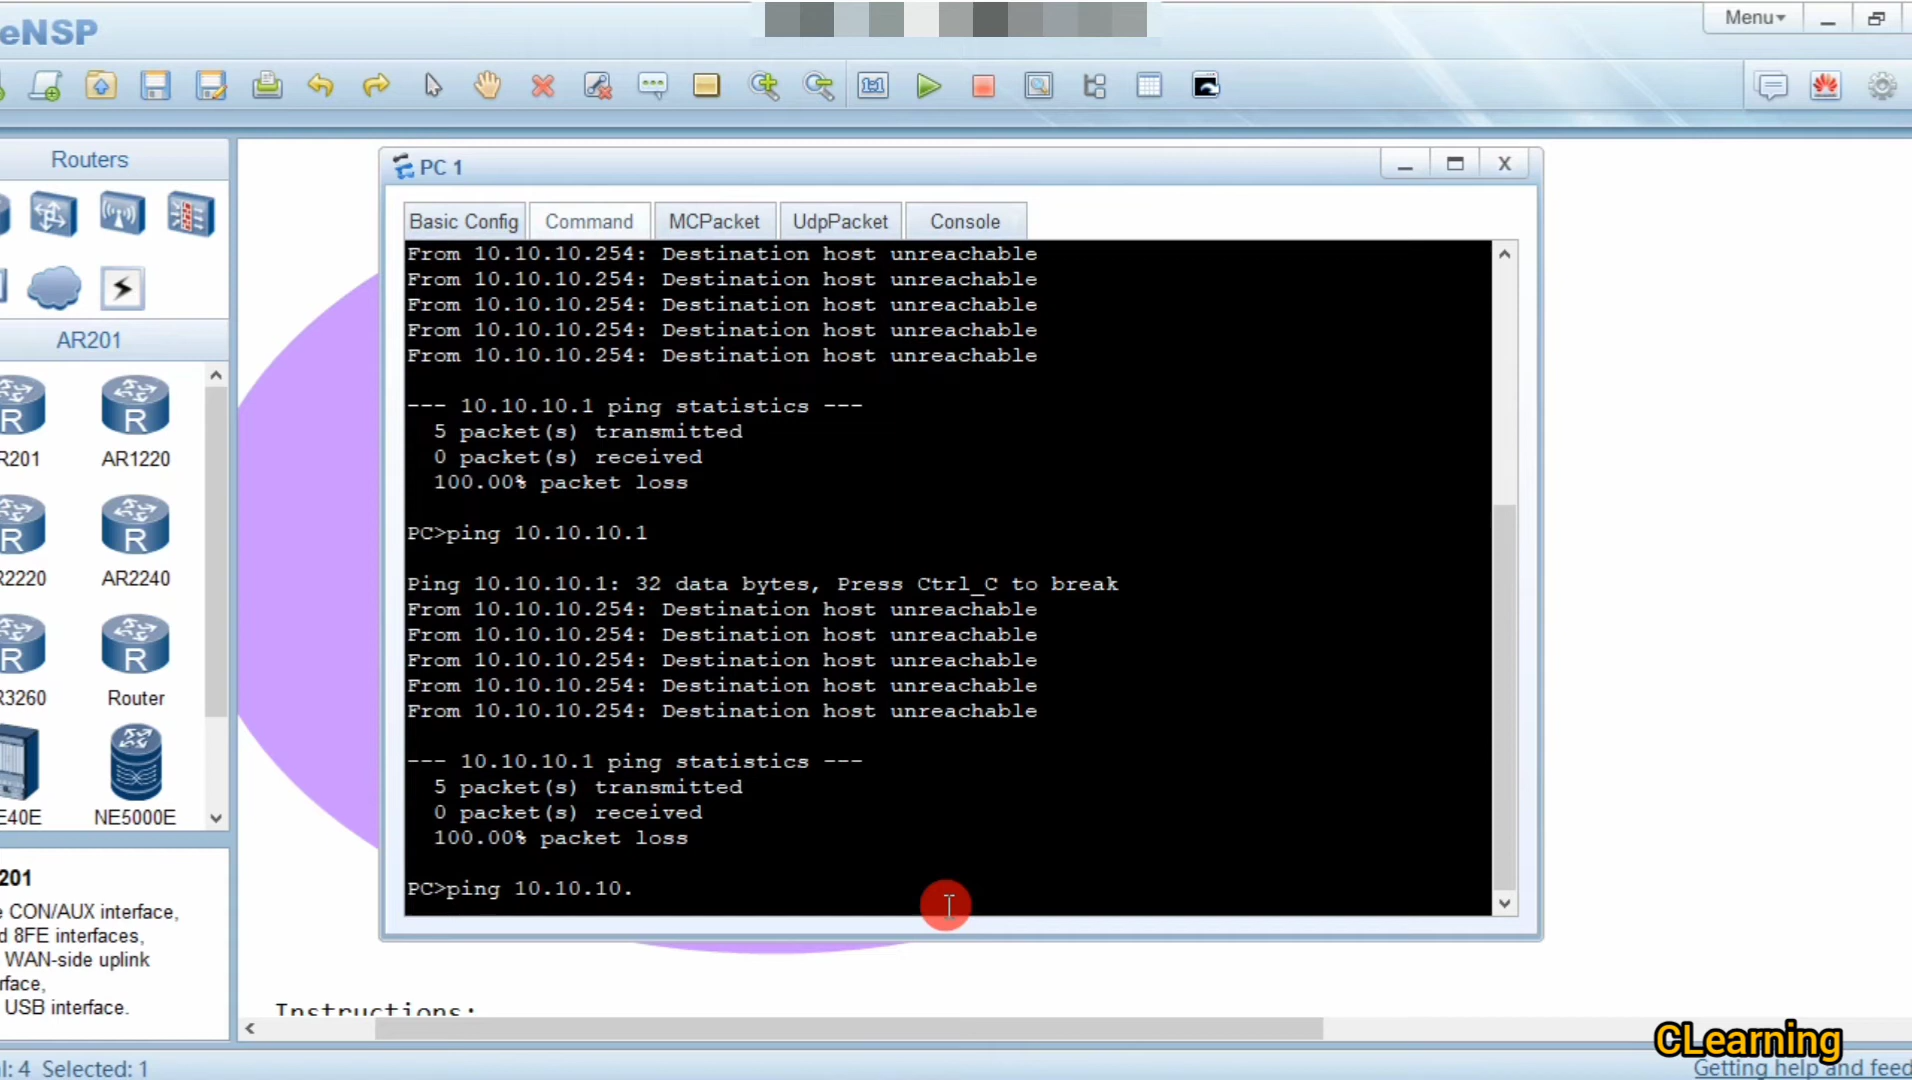 eNSP
Menu
1:1
Routers
AR201
R201
AR1220
R2220
AR2240
R3260
Router
E40E
NE5000E
201
e CON/AUX interface,
d 8FE interfaces,
WAN-side uplink
rface,
USB interface.
PC 1
X
Basic Config
Command
MCPacket
UdpPacket
Console
From 10.10.10.254: Destination host unreachable
From 10.10.10.254: Destination host unreachable
From 10.10.10.254: Destination host unreachable
From 10.10.10.254: Destination host unreachable
From 10.10.10.254: Destination host unreachable
--- 10.10.10.1 ping statistics ---
5 packet(s) transmitted
0 packet(s) received
100.00% packet loss
PC>ping 10.10.10.1
Ping 10.10.10.1: 32 data bytes, Press Ctrl_C to break
From 10.10.10.254: Destination host unreachable
From 10.10.10.254: Destination host unreachable
From 10.10.10.254: Destination host unreachable
From 10.10.10.254: Destination host unreachable
From 10.10.10.254: Destination host unreachable
--- 10.10.10.1 ping statistics ---
5 packet(s) transmitted
0 packet(s) received
100.00% packet loss
PC>ping 10.10.10.
Instructions:
CLearning
l: 4 Selected: 1
Getting help and feed